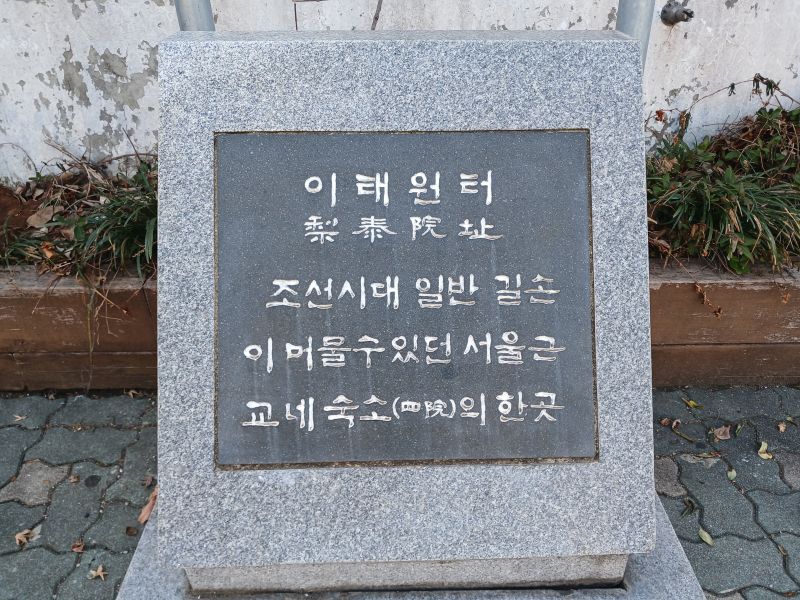 이태원터
梨泰院址
조선시대 일반 길손
이 머물수있던 서울근
교 네 숙소(四院)의 한곳